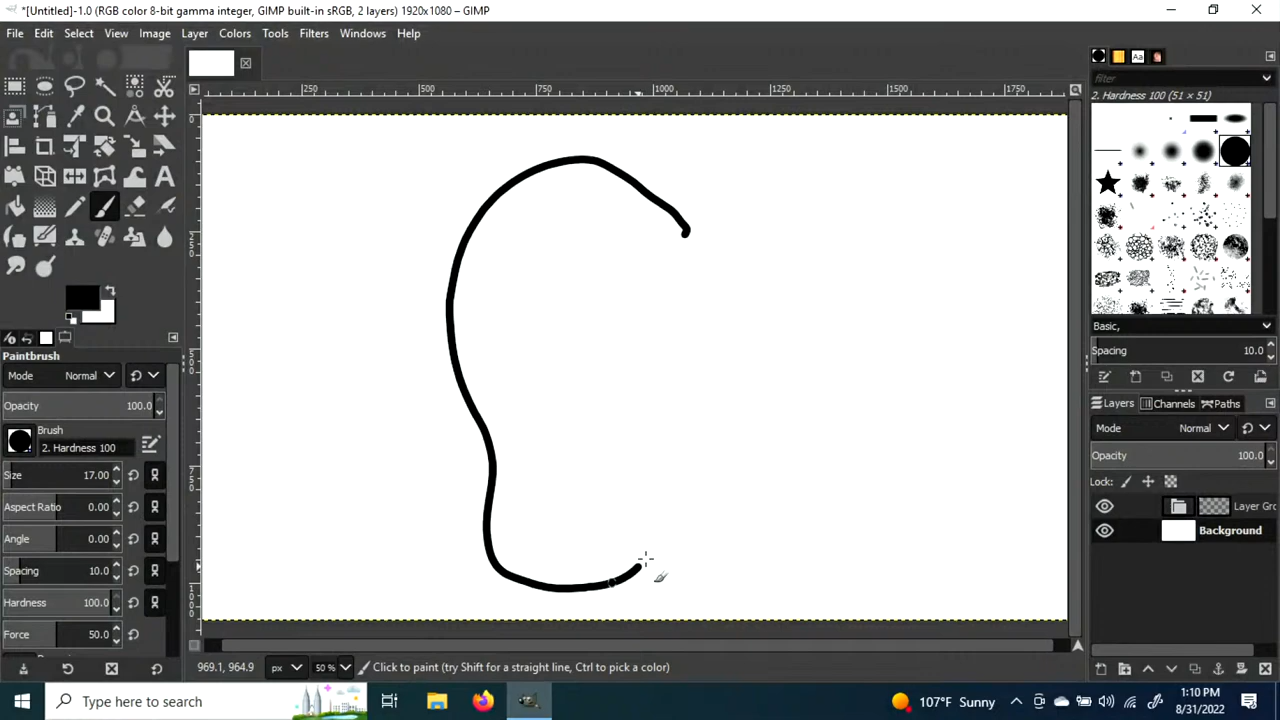 *[Untitled]-1.0 (RGB color 8-bit gamma integer, GIMP built-in sRGB, 2 layers) 1920x1080 – GIMP
File Edit Select View Image Layer Colors Tools Filters Windows Help
250 500 750 1000 1250 1500 1750
0
250
500
750
1000
Paintbrush
Mode Normal
Opacity 100.0
Brush
2. Hardness 100
Size 17.00
Aspect Ratio 0.00
Angle 0.00
Spacing 10.0
Hardness 100.0
Force 50.0
Aa
filter
2. Hardness 100 (51 × 51)
Basic,
Spacing 10.0
Layers Channels Paths
Mode Normal
Opacity 100.0
Lock:
Layer Gro
Background
969.1, 964.9 px 50 % Click to paint (try Shift for a straight line, Ctrl to pick a color)
Type here to search
107°F Sunny
1:10 PM
8/31/2022